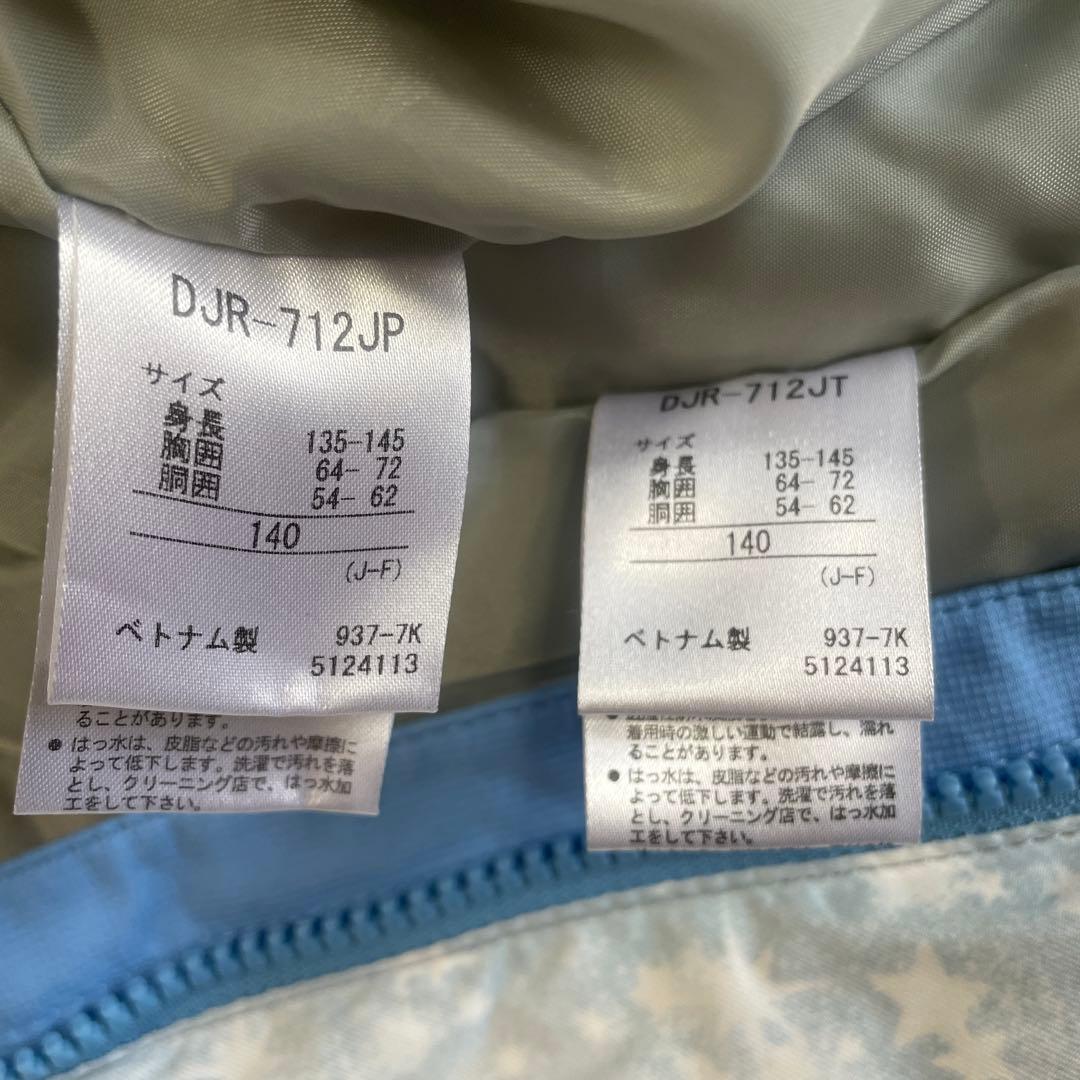 DJR-712JP
サイズ
身長 135-145
胸囲 64- 72
胴囲 54- 62
140
(J-F)
ベトナム製 937-7K
5124113
ることがあります。
● はっ水は、皮脂などの汚れや摩擦に
よって低下します。洗濯で汚れを落
とし、クリーニング店で、はっ水加
工をして下さい。
DJR-712JT
サイズ
身長 135-145
胸囲 64- 72
胴囲 54- 62
140
(J-F)
ベトナム製 937-7K
5124113
着用時の激しい運動で結露し、濡れ
ることがあります。
● はっ水は、皮脂などの汚れや摩擦に
よって低下します。洗濯で汚れを落
とし、クリーニング店で、はっ水加
工をして下さい。